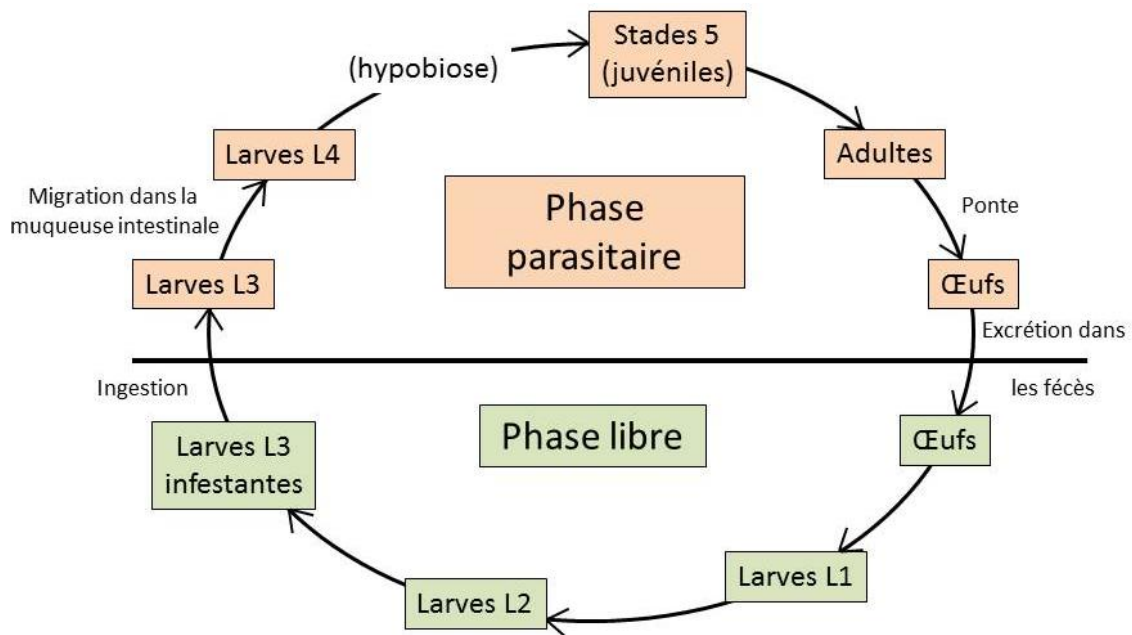 Stades 5
(juvéniles)
(hypobiose)
Larves L4
Adultes
Migration dans la
muqueuse intestinale
Phase
parasitaire
Ponte
Larves L3
Œufs
Excrétion dans
Ingestion
les fécès
Phase libre
Larves L3
infestantes
Œufs
Larves L1
Larves L2